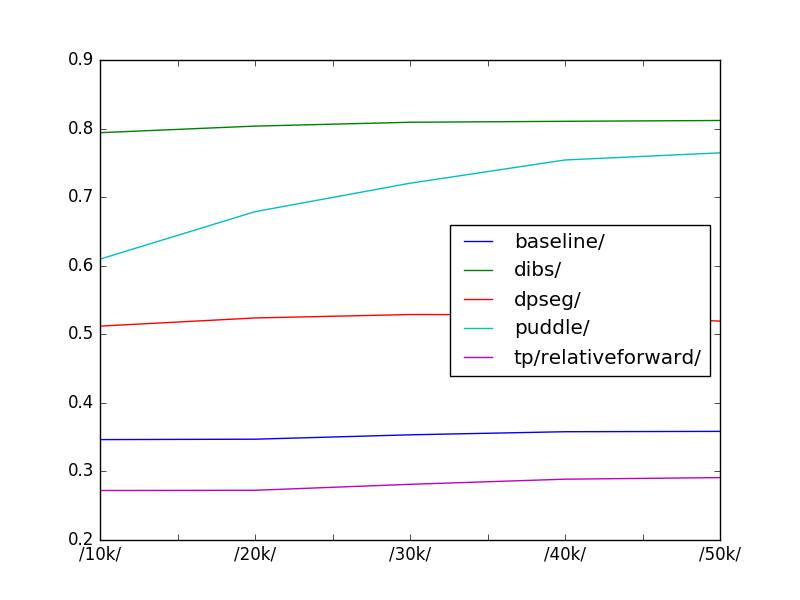 0.9
0.8
0.7
0.6
0.5
0.4
0.3
0.2
baseline/
dibs/
dpseg/
puddle/
tp/relativeforward/
/10k/ /20k/ /30k/ /40k/ /50k/